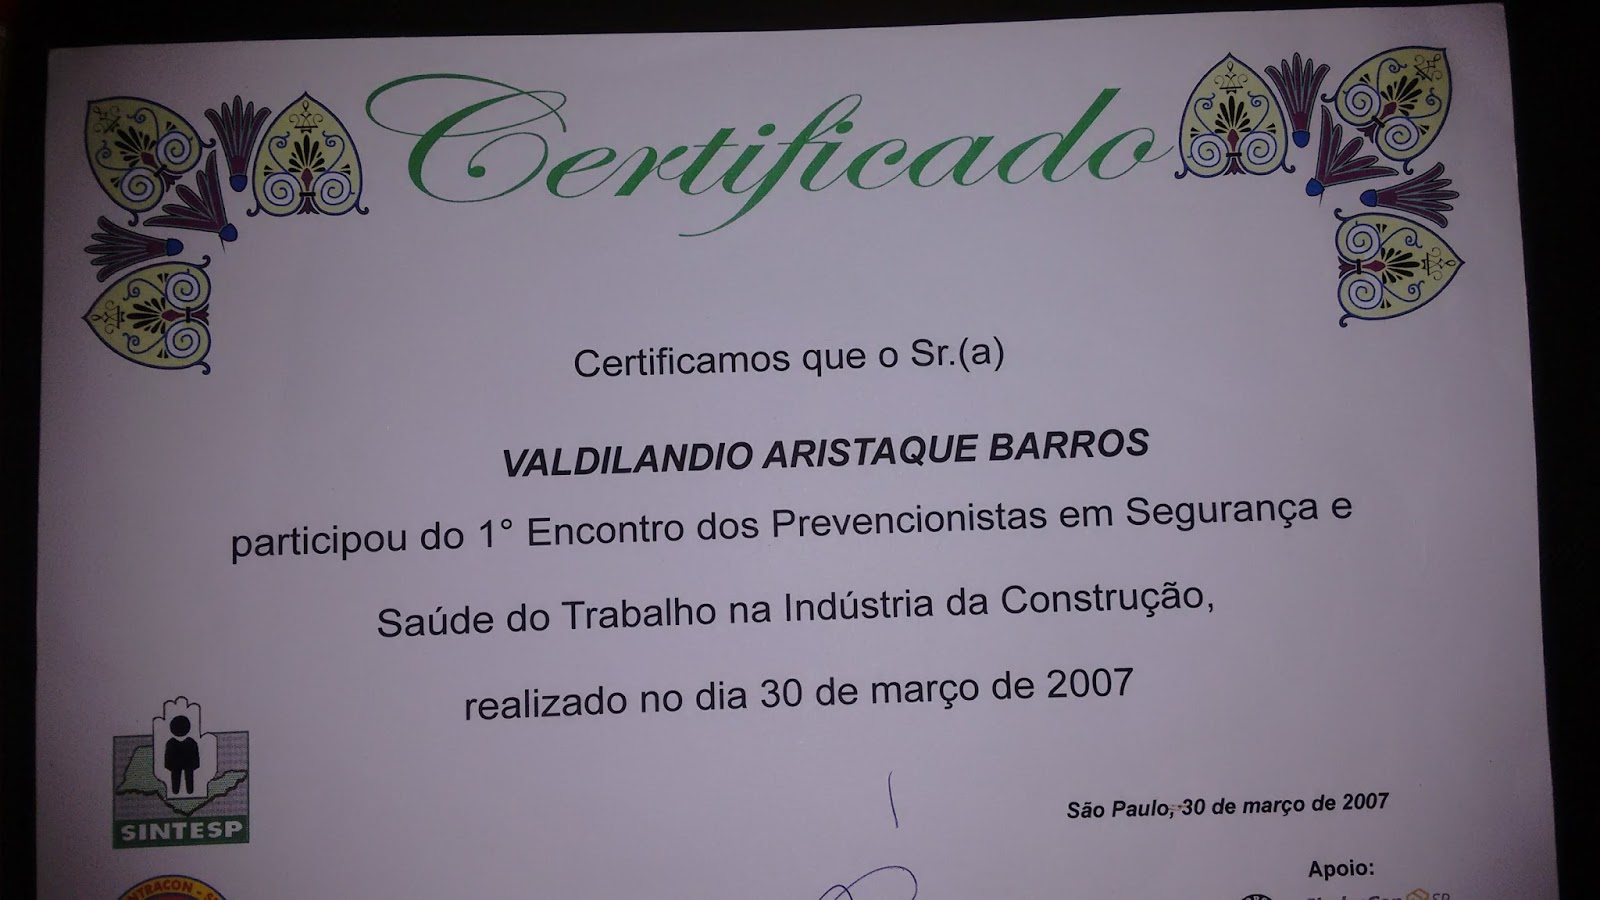 Certificado
Certificamos que o Sr.(a)
VALDILANDIO ARISTAQUE BARROS
participou do 1° Encontro dos Prevencionistas em Segurança e
Saúde do Trabalho na Indústria da Construção,
realizado no dia 30 de março de 2007
SINTESP
São Paulo, 30 de março de 2007
Apoio: